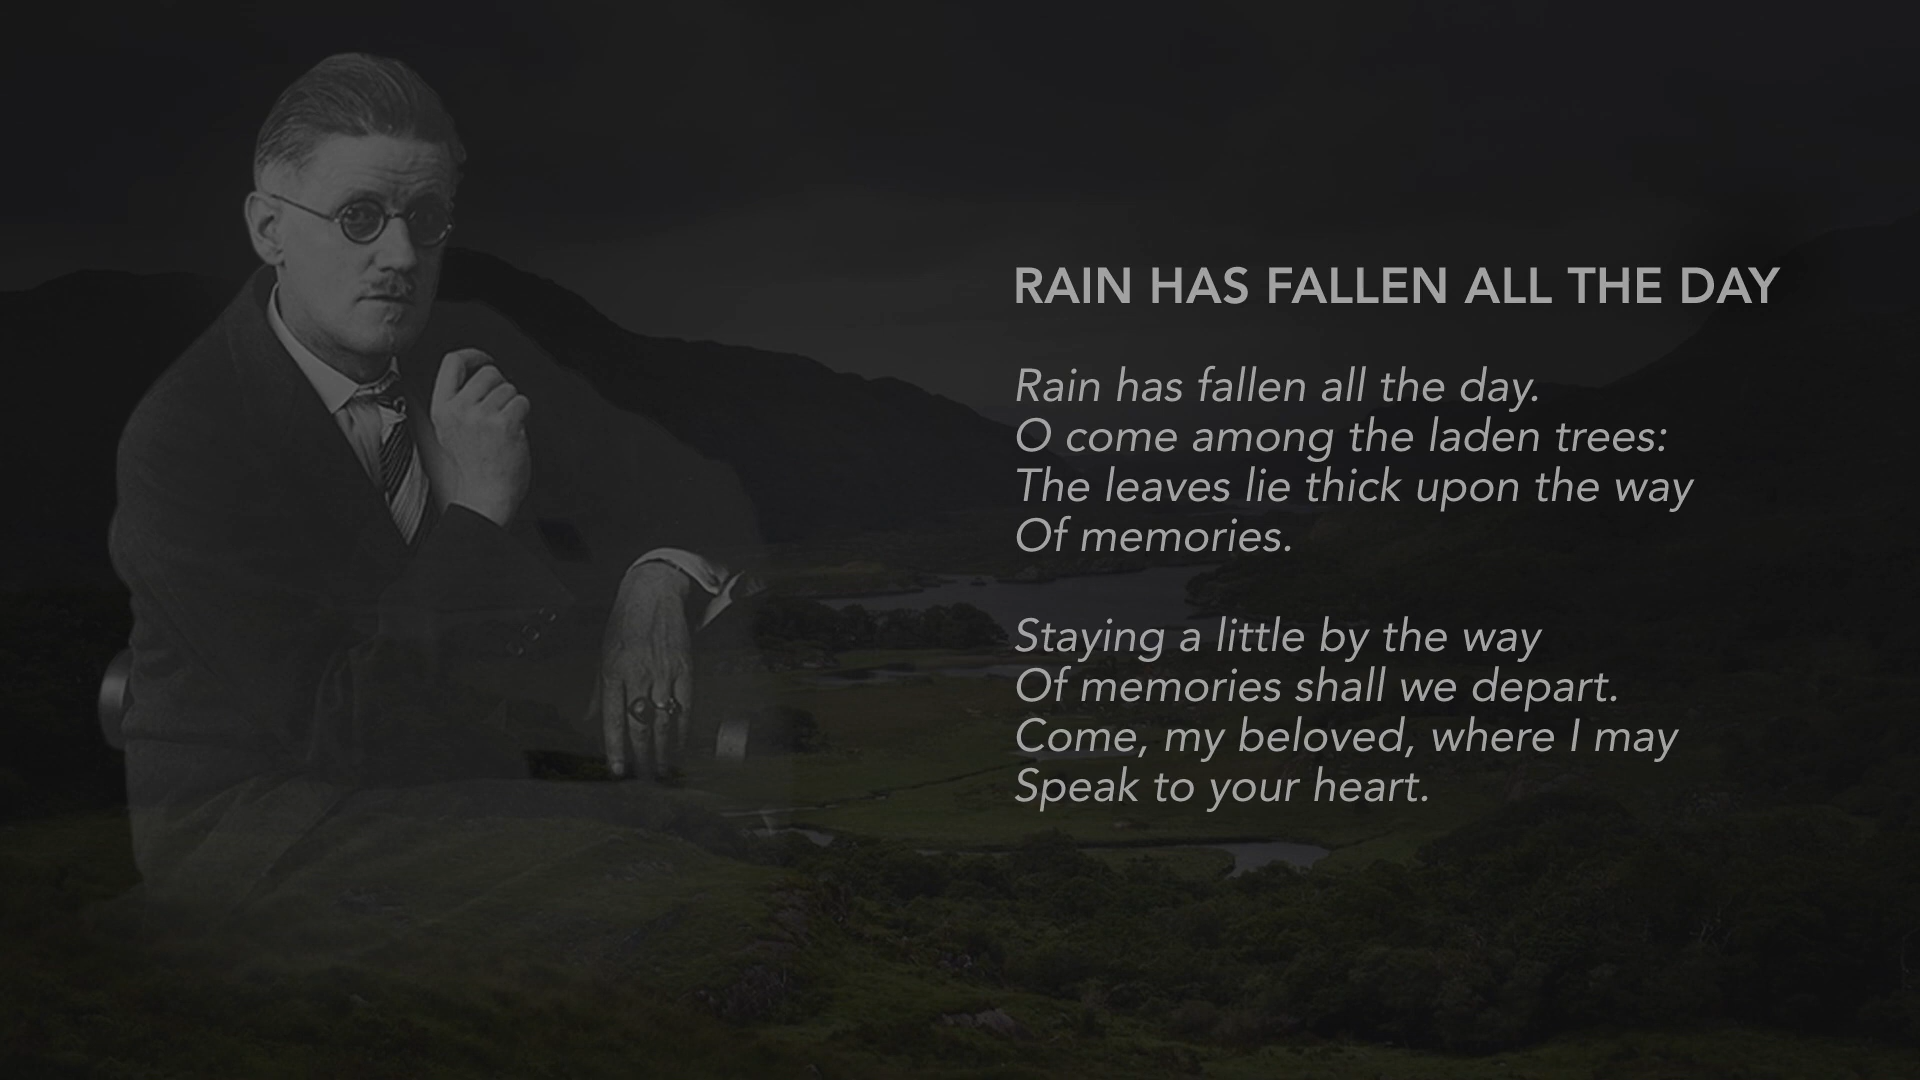 RAIN HAS FALLEN ALL THE DAY
Rain has fallen all the day.
O come among the laden trees:
The leaves lie thick upon the way
Of memories.
Staying a little by the way
Of memories shall we depart.
Come, my beloved, where I may
Speak to your heart.